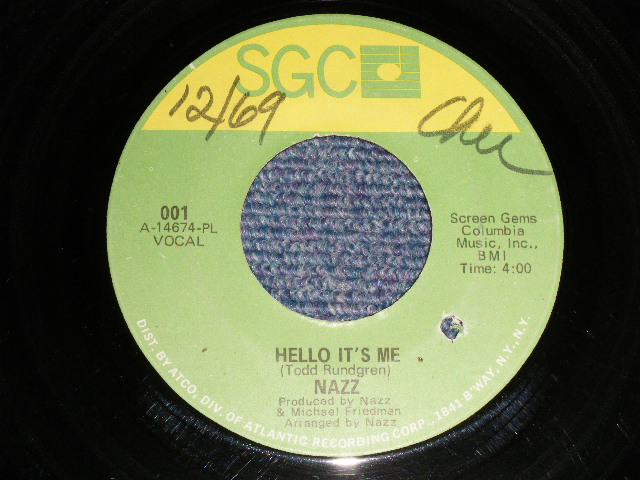 SGC
12/69
001
A-14674-PL
VOCAL
Screen Gems
Columbia
Music, Inc.,
BMI
Time: 4:00
HELLO IT'S ME
(Todd Rundgren)
NAZZ
Produced by Nazz
& Michael Friedman
Arranged by Nazz
DIST. BY ATCO, DIV. OF ATLANTIC RECORDING CORP., 1841 B'WAY, N.Y., N.Y.